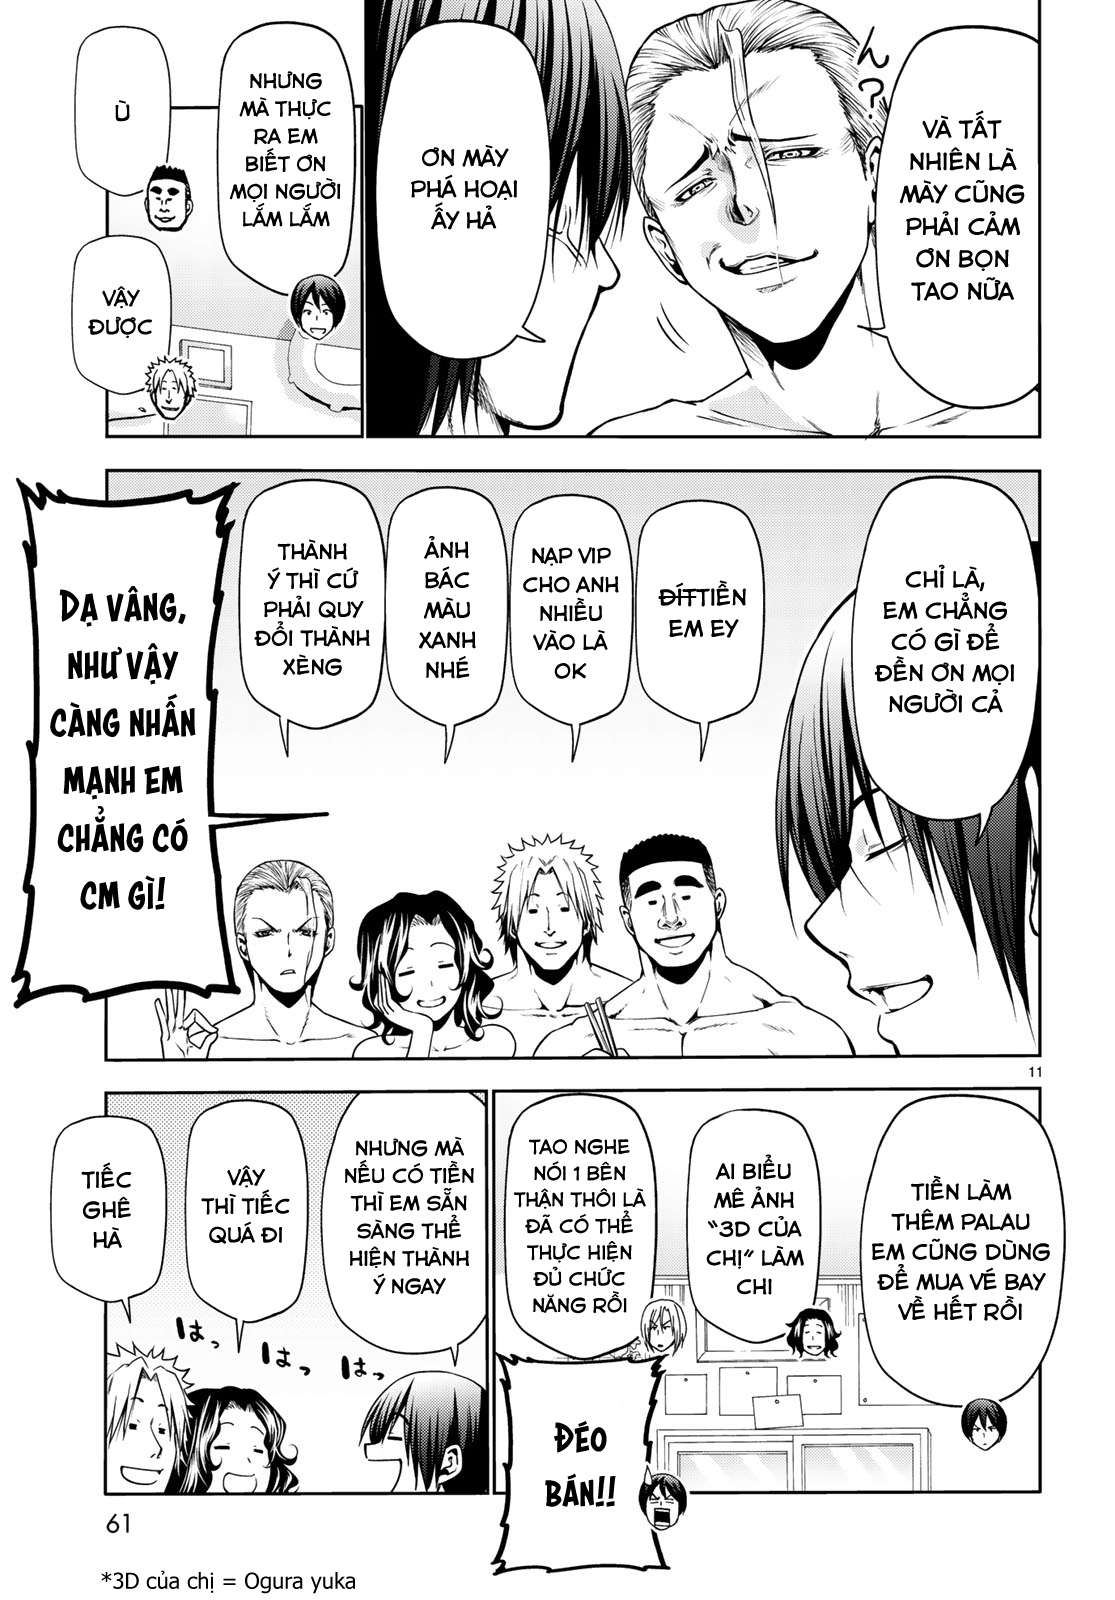 VÀ TẤT
NHIÊN LÀ
MÀY CŨNG
PHẢI CẢM
ƠN BỌN
TAO NỮA
ん?
ƠN MÀY
PHÁ HOẠI
ẤY HẢ
NHƯNG
MÀ THỰC
RA EM
BIẾT ƠN
MỌI NGƯỜI
LẮM LẮM
Ù
VẬY
ĐƯỢC
CHỈ LÀ,
EM CHẲNG
CÓ GÌ ĐỂ
ĐỀN ƠN MỌI
NGƯỜI CẢ
ĐÍTTIỀN
EM EY
NẠP VIP
CHO ANH
NHIỀU
VÀO LÀ
OK
ẢNH
BÁC
MÀU
XANH
NHÉ
THÀNH
Ý THÌ CỨ
PHẢI QUY
ĐỔI THÀNH
XÈNG
DẠ VÂNG,
NHƯ VẬY
CÀNG NHẤN
MẠNH EM
CHẲNG CÓ
CM GÌ!
11
TIỀN LÀM
THÊM PALAU
EM CŨNG DÙNG
ĐỂ MUA VÉ BAY
VỀ HẾT RỒI
AI BIỂU
MÊ ẢNH
"3D CỦA
CHỊ" LÀM
CHI
TAO NGHE
NÓI 1 BÊN
THẬN THÔI LÀ
ĐÃ CÓ THỂ
THỰC HIỆN
ĐỦ CHỨC
NĂNG RỒI
ĐÉO
BÁN!!
NHƯNG MÀ
NẾU CÓ TIỀN
THÌ EM SẴN
SÀNG THỂ
HIỆN THÀNH
Ý NGAY
VẬY
THÌ TIẾC
QUÁ ĐI
TIẾC
GHÊ
HÀ
はっ
はっ
はっ
61
*3D của chị = Ogura yuka